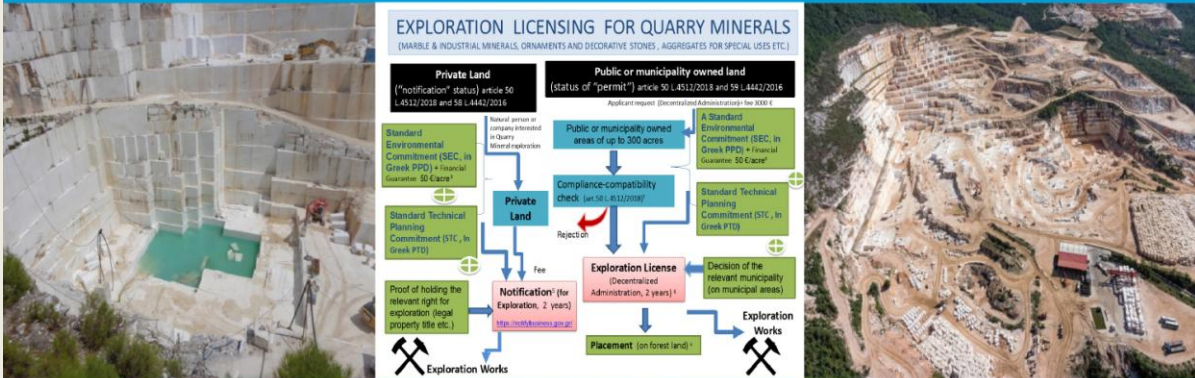 EXPLORATION LICENSING FOR QUARRY MINERALS
(MARBLE & INDUSTRIAL MINERALS, ORNAMENTS AND DECORATIVE STONES , AGGREGATES FOR SPECIAL USES ETC.)
Private Land
("notification" status) article 50
L.4512/2018 and 58 L.4442/2016
Public or municipality owned land
(status of "permit") article 50 L.4512/2018 and 59 L.4442/2016
Applicant request (Decentralized Administration)+ fee 3000 €
Natural person or
company interested
in Quarry
Mineral exploration
Standard
Environmental
Commitment (SEC, in
Greek PPD) + Financial
Guarantee: 50 €/acre
Public or municipality owned
areas of up to 300 acres
A Standard
Environmental
Commitment (SEC, in
Greek PPD) + Financial
Guarantee: 50 €/acre
Private
Land
Compliance-compatibility
check (art.50 L.4512/2018)
Rejection
Standard Technical
Planning
Commitment (STC , In
Greek PTD)
Standard Technical
Planning
Commitment (STC , In
Greek PTD)
Fee
Proof of holding the
relevant right for
exploration (legal
property title etc.)
Notification (for
Exploration, 2 years)
https://notifybusiness.gov.gr/
Exploration License
(Decentralized
Administration, 2 years)
Decision of the
relevant municipality
(on municipal areas)
Placement (on forest land)
Exploration
Works
Exploration Works